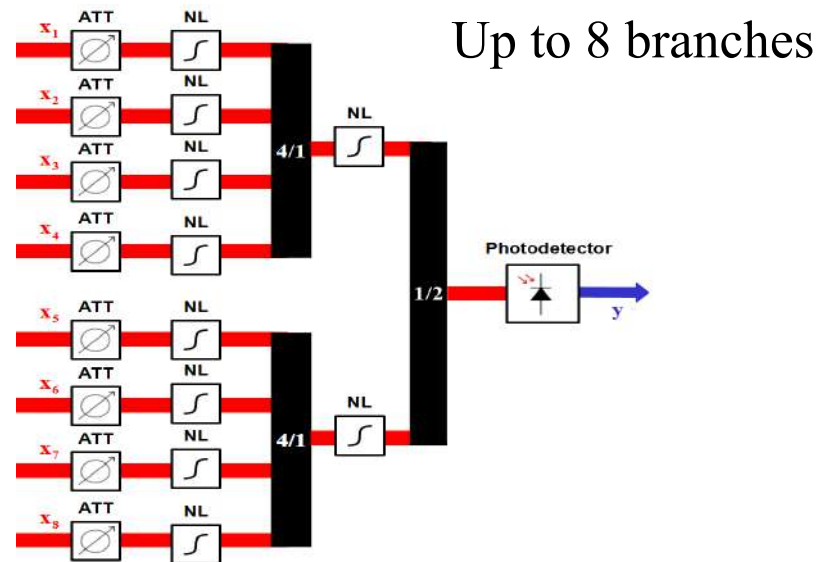 Up to 8 branches
ATT NL
x₁
ATT NL
x₂
NL
ATT NL
x₃
4/1
ATT NL
x₄
Photodetector
ATT NL
x₅
1/2
y
ATT NL
x₆
NL
ATT NL
x₇
4/1
ATT NL
x₈